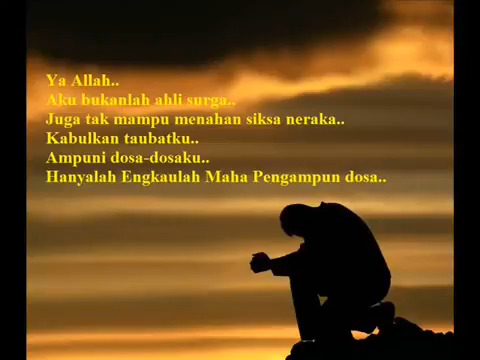 Ya Allah..
Aku bukanlah ahli surga..
Juga tak mampu menahan siksa neraka..
Kabulkan taubatku..
Ampuni dosa-dosaku..
Hanyalah Engkaulah Maha Pengampun dosa..